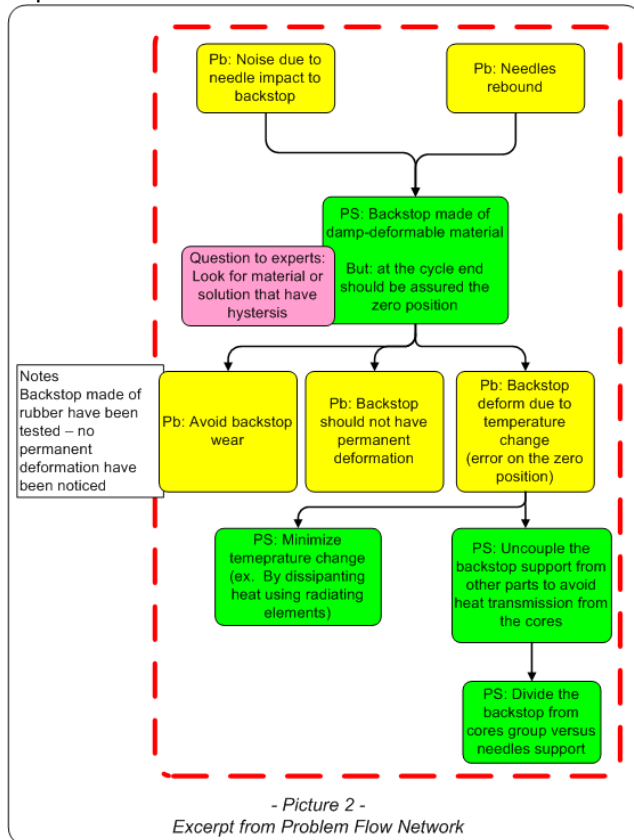 Pb: Noise due to
needle impact to
backstop
Pb: Needles
rebound
PS: Backstop made of
damp-deformable material
But: at the cycle end
should be assured the
zero position
Question to experts:
Look for material or
solution that have
hystersis
Notes
Backstop made of
rubber have been
tested – no
permanent
deformation have
been noticed
Pb: Avoid backstop
wear
Pb: Backstop
should not have
permanent
deformation
Pb: Backstop
deform due to
temperature
change
(error on the zero
position)
PS: Minimize
temeprature change
(ex. By dissipanting
heat using radiating
elements)
PS: Uncouple the
backstop support from
other parts to avoid
heat transmission from
the cores
PS: Divide the
backstop from
cores group versus
needles support
- Picture 2 -
Excerpt from Problem Flow Network